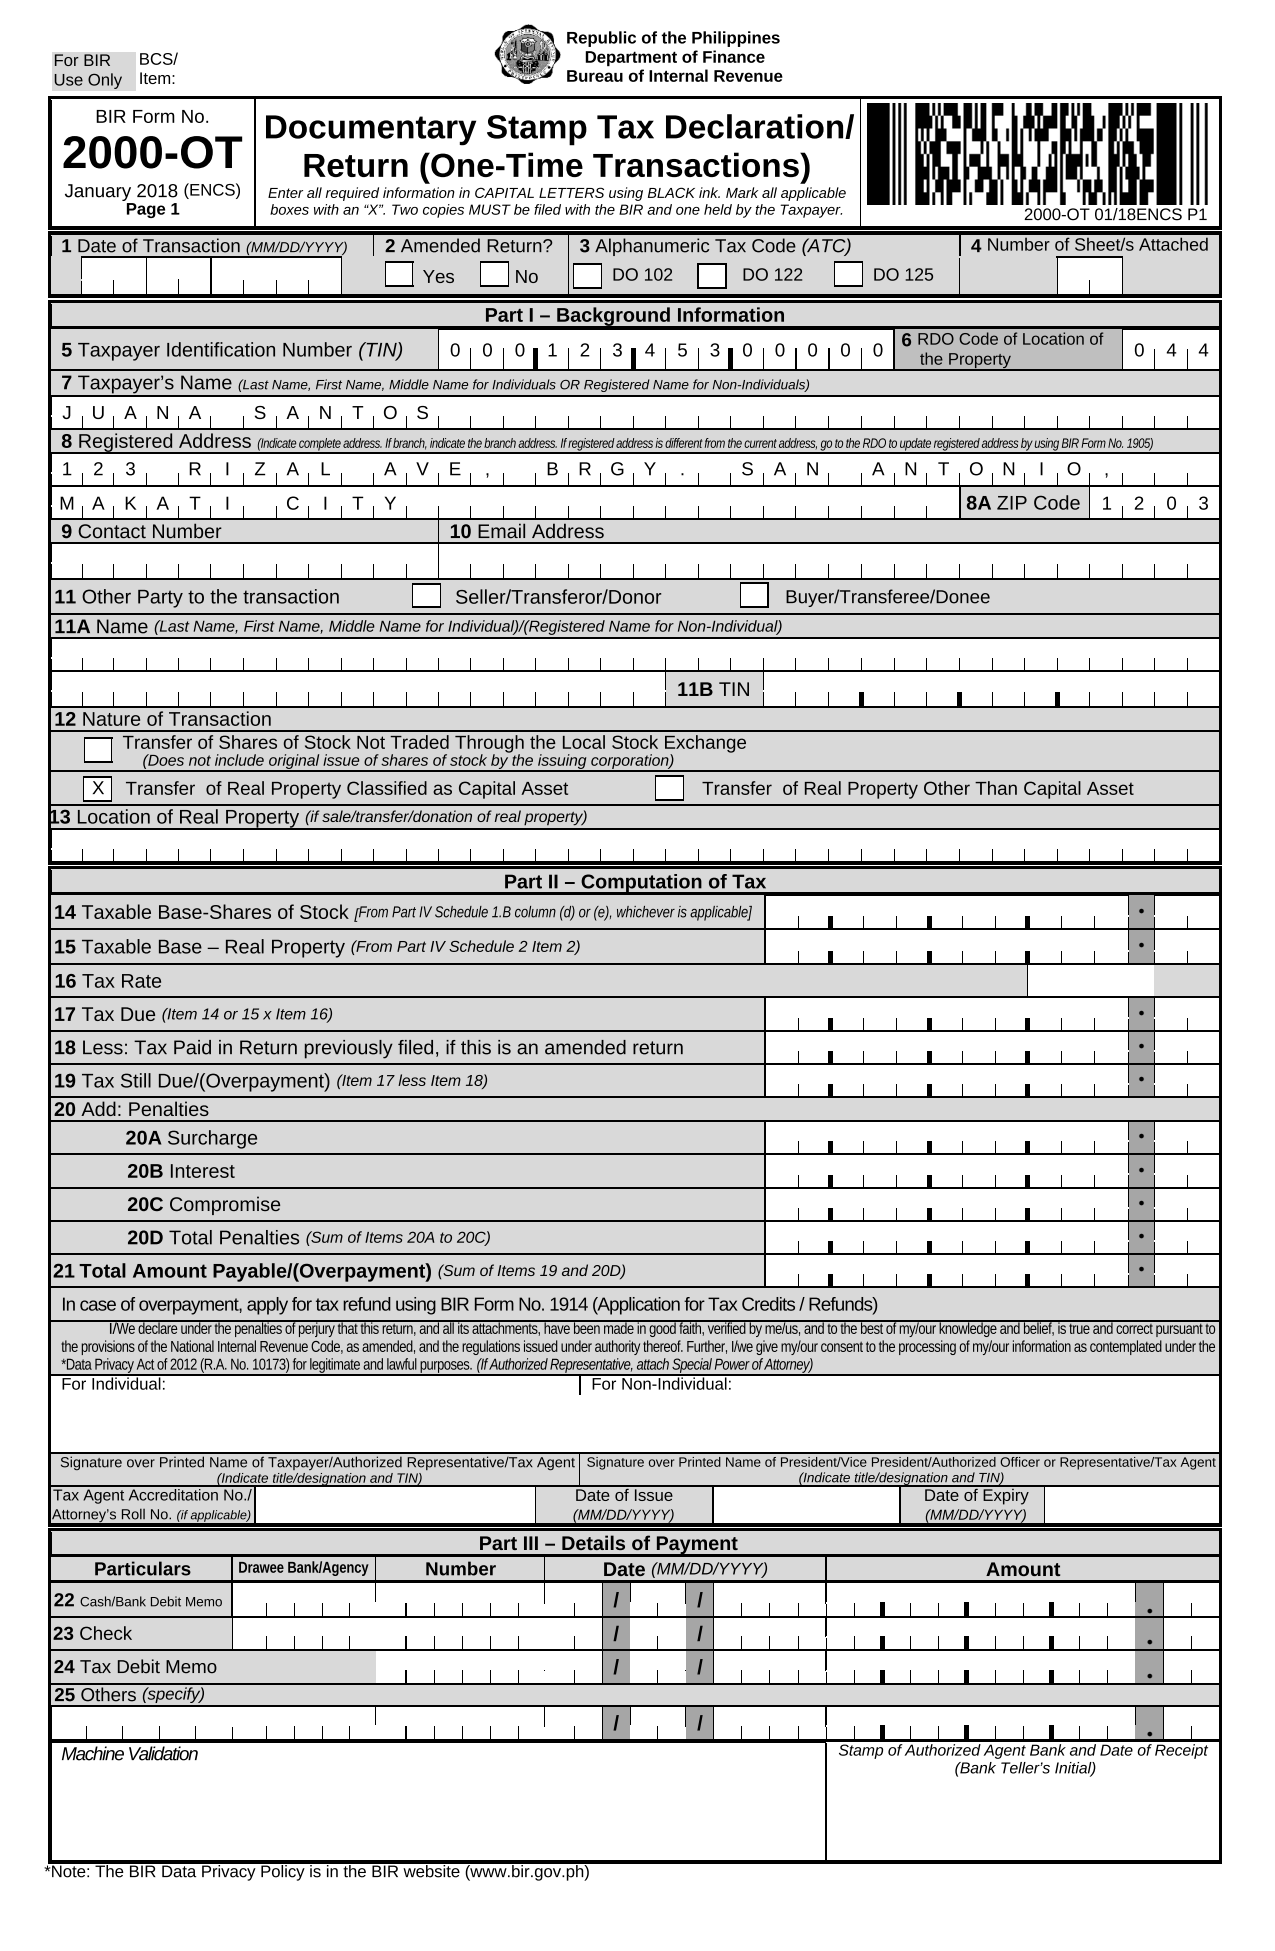 Republic of the Philippines
Department of Finance
Bureau of Internal Revenue
For BIR Use Only
BCS/
Item:
BIR Form No.
2000-OT
January 2018 (ENCS)
Page 1
Documentary Stamp Tax Declaration/
Return (One-Time Transactions)
Enter all required information in CAPITAL LETTERS using BLACK ink. Mark all applicable
boxes with an “X”. Two copies MUST be filed with the BIR and one held by the Taxpayer.
2000-OT 01/18ENCS P1
1 Date of Transaction (MM/DD/YYYY)
2 Amended Return?
Yes No
3 Alphanumeric Tax Code (ATC)
DO 102 DO 122 DO 125
4 Number of Sheet/s Attached
Part I – Background Information
5 Taxpayer Identification Number (TIN) 0 0 0 1 2 3 4 5 3 0 0 0 0 0
6 RDO Code of Location of
the Property 0 4 4
7 Taxpayer’s Name (Last Name, First Name, Middle Name for Individuals OR Registered Name for Non-Individuals)
JUANA SANTOS
8 Registered Address (Indicate complete address. If branch, indicate the branch address. If registered address is different from the current address, go to the RDO to update registered address by using BIR Form No. 1905)
123 RIZAL AVE, BRGY. SAN ANTONIO,
MAKATI CITY 8A ZIP Code 1 2 0 3
9 Contact Number 10 Email Address
11 Other Party to the transaction Seller/Transferor/Donor Buyer/Transferee/Donee
11A Name (Last Name, First Name, Middle Name for Individual)/(Registered Name for Non-Individual)
11B TIN
12 Nature of Transaction
Transfer of Shares of Stock Not Traded Through the Local Stock Exchange
(Does not include original issue of shares of stock by the issuing corporation)
X Transfer of Real Property Classified as Capital Asset Transfer of Real Property Other Than Capital Asset
13 Location of Real Property (if sale/transfer/donation of real property)
Part II – Computation of Tax
14 Taxable Base-Shares of Stock [From Part IV Schedule 1.B column (d) or (e), whichever is applicable] •
15 Taxable Base – Real Property (From Part IV Schedule 2 Item 2) •
16 Tax Rate
17 Tax Due (Item 14 or 15 x Item 16) •
18 Less: Tax Paid in Return previously filed, if this is an amended return •
19 Tax Still Due/(Overpayment) (Item 17 less Item 18) •
20 Add: Penalties
20A Surcharge •
20B Interest •
20C Compromise •
20D Total Penalties (Sum of Items 20A to 20C) •
21 Total Amount Payable/(Overpayment) (Sum of Items 19 and 20D) •
In case of overpayment, apply for tax refund using BIR Form No. 1914 (Application for Tax Credits / Refunds)
I/We declare under the penalties of perjury that this return, and all its attachments, have been made in good faith, verified by me/us, and to the best of my/our knowledge and belief, is true and correct pursuant to
the provisions of the National Internal Revenue Code, as amended, and the regulations issued under authority thereof. Further, I/we give my/our consent to the processing of my/our information as contemplated under the
*Data Privacy Act of 2012 (R.A. No. 10173) for legitimate and lawful purposes. (If Authorized Representative, attach Special Power of Attorney)
For Individual: For Non-Individual:
Signature over Printed Name of Taxpayer/Authorized Representative/Tax Agent
(Indicate title/designation and TIN)
Signature over Printed Name of President/Vice President/Authorized Officer or Representative/Tax Agent
(Indicate title/designation and TIN)
Tax Agent Accreditation No./
Attorney’s Roll No. (if applicable)
Date of Issue
(MM/DD/YYYY)
Date of Expiry
(MM/DD/YYYY)
Part III – Details of Payment
Particulars Drawee Bank/Agency Number Date (MM/DD/YYYY) Amount
22 Cash/Bank Debit Memo / / .
23 Check / / .
24 Tax Debit Memo / / .
25 Others (specify)
/ / .
Machine Validation
Stamp of Authorized Agent Bank and Date of Receipt
(Bank Teller’s Initial)
*Note: The BIR Data Privacy Policy is in the BIR website (www.bir.gov.ph)